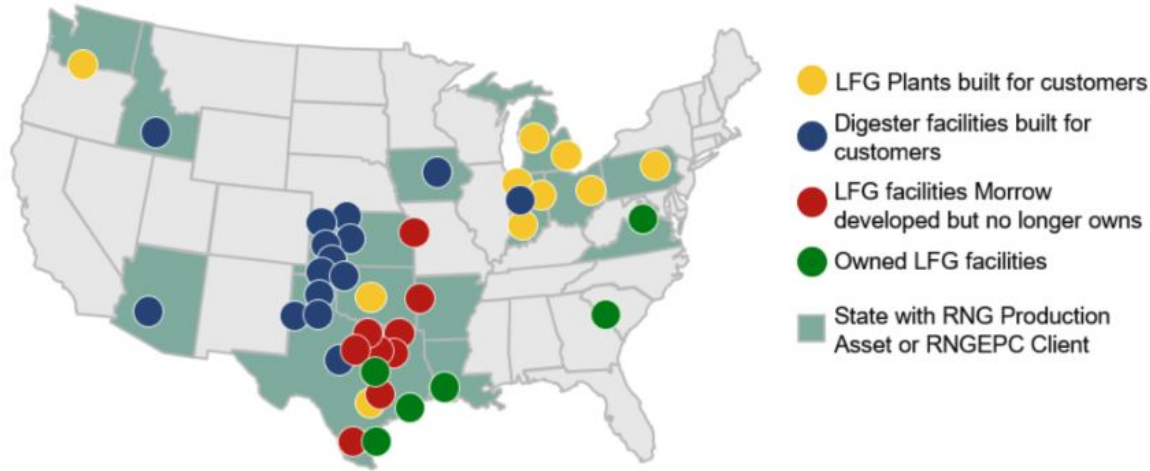 LFG Plants built for customers
Digester facilities built for
customers
LFG facilities Morrow
developed but no longer owns
Owned LFG facilities
State with RNG Production
Asset or RNGEPC Client